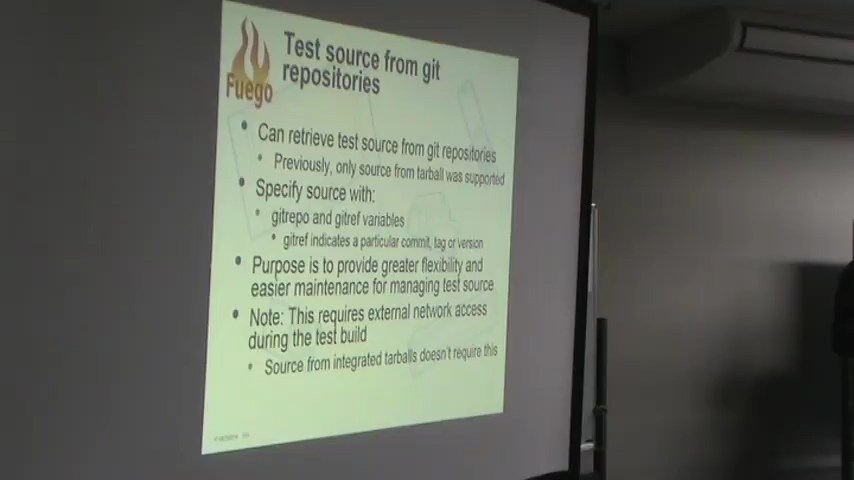 Fuego
Test source from git
repositories
• Can retrieve test source from git repositories
• Previously, only source from tarball was supported
• Specify source with:
• gitrepo and gitref variables
• gitref indicates a particular commit, tag or version
• Purpose is to provide greater flexibility and
easier maintenance for managing test source
• Note: This requires external network access
during the test build
• Source from integrated tarballs doesn't require this